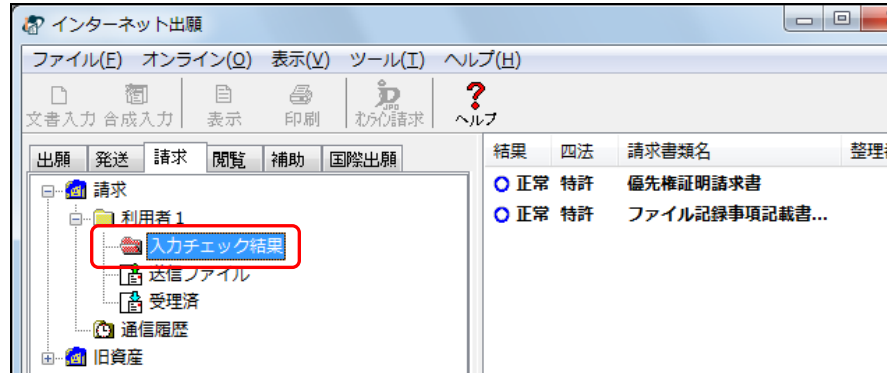 インターネット出願
ファイル(F) オンライン(O) 表示(V) ツール(T) ヘルプ(H)
文書入力 合成入力 表示 印刷 オンライン請求 ヘルプ
出願 発送 請求 閲覧 補助 国際出願
結果 四法 請求書類名
請求
正常 特許 優先権証明請求書
利用者1
正常 特許 ファイル記録事項記載書...
入力チェック結果
送信ファイル
受理済
通信履歴
旧資産